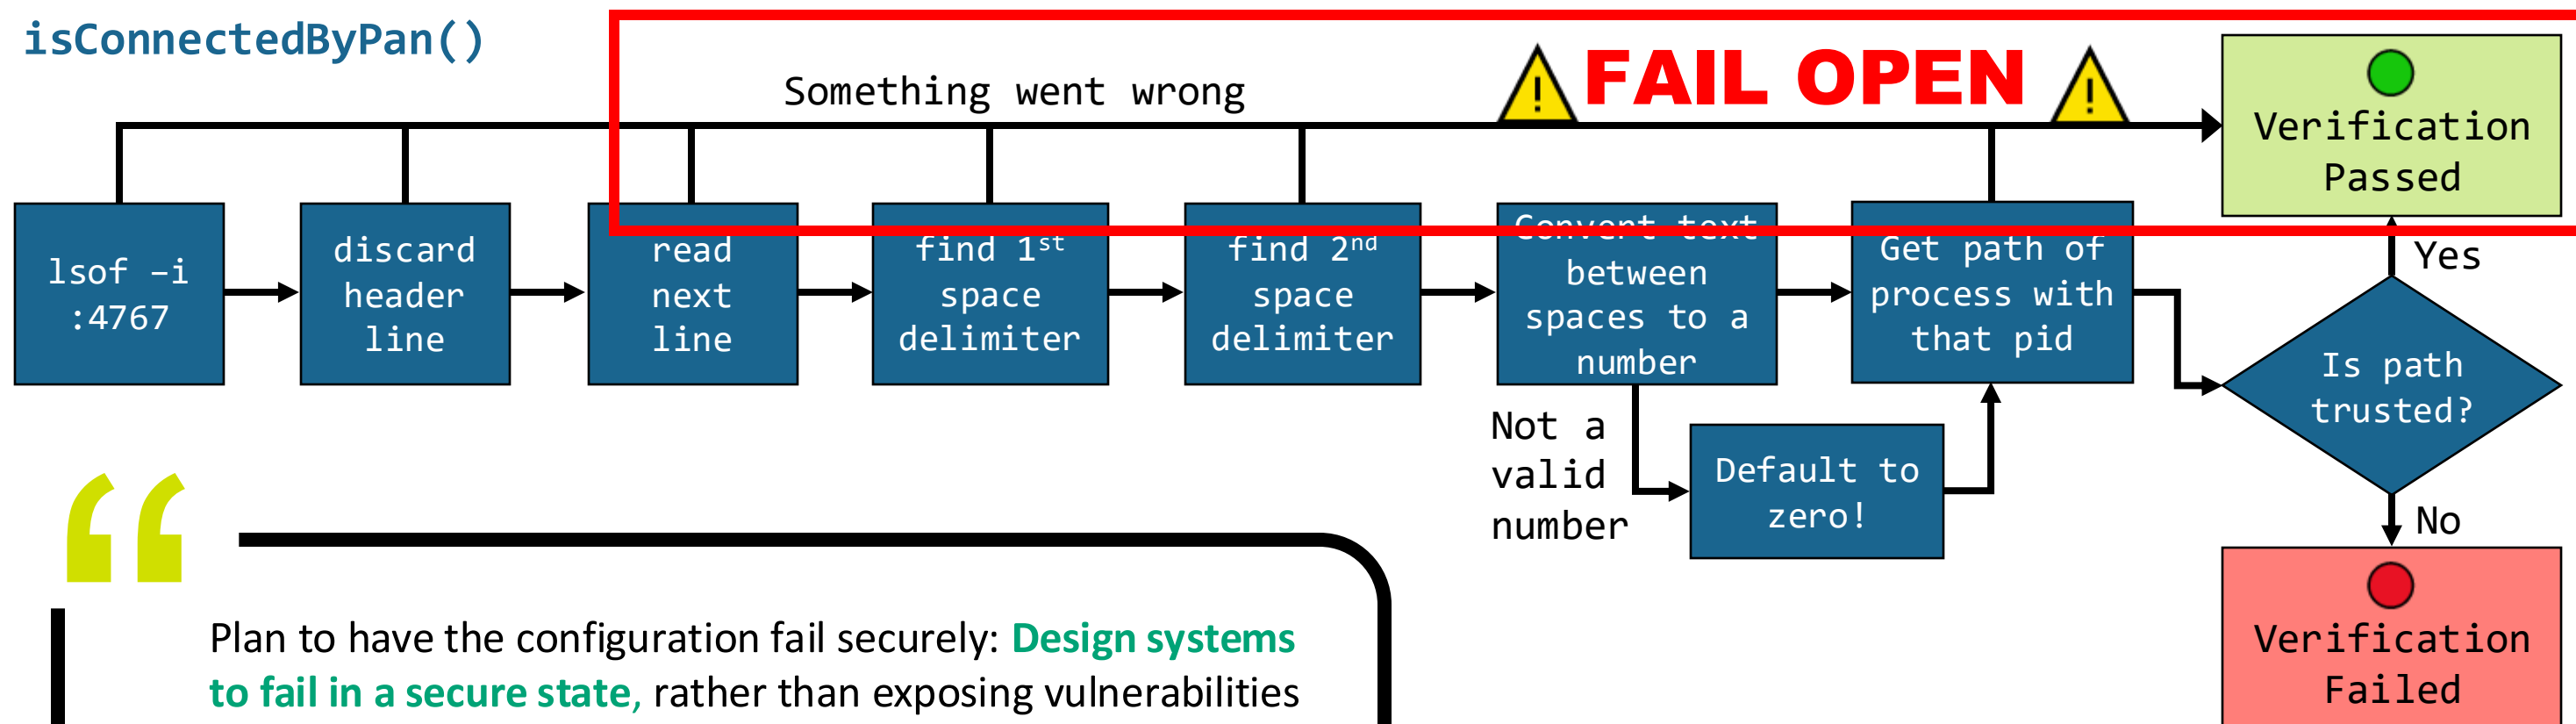 isConnectedByPan()
Something went wrong
FAIL OPEN
Verification
Passed
lsof –i
:4767
discard
header
line
read
next
line
find 1st
space
delimiter
find 2nd
space
delimiter
Convert text
between
spaces to a
number
Get path of
process with
that pid
Yes
Is path
trusted?
Not a
valid
number
Default to
zero!
No
Verification
Failed
“
Plan to have the configuration fail securely: Design systems
to fail in a secure state, rather than exposing vulnerabilities